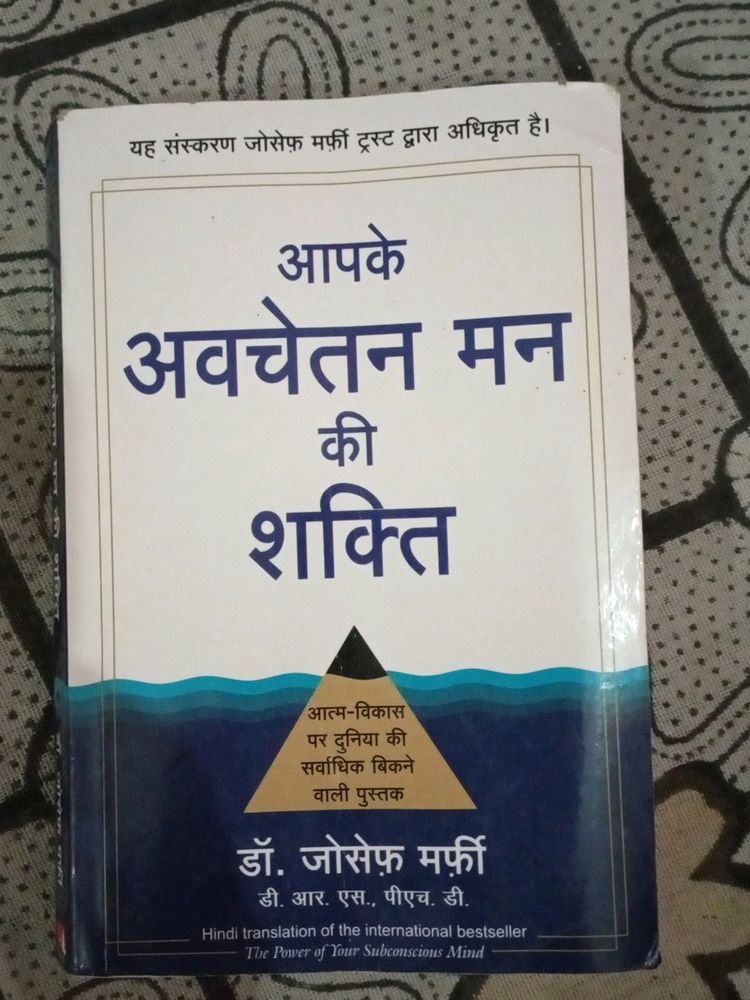 यह संस्करण जोसेफ़ मर्फ़ी ट्रस्ट द्वारा अधिकृत है।
आपके
अवचेतन मन
की
शक्ति
आत्म-विकास
पर दुनिया की
सर्वाधिक बिकने
वाली पुस्तक
डॉ. जोसेफ़ मर्फ़ी
डी. आर. एस., पीएच. डी.
Hindi translation of the international bestseller
The Power of Your Subconscious Mind